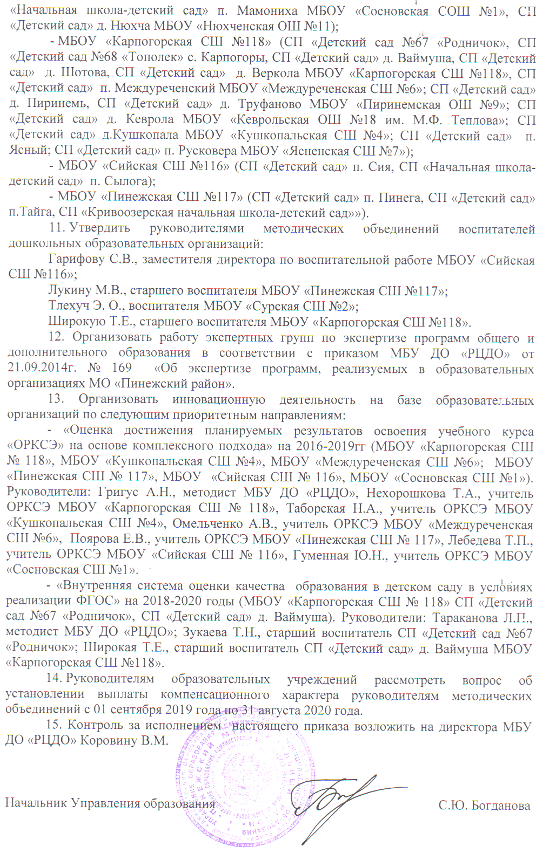 «Начальная школа-детский сад» п. Мамониха МБОУ «Сосновская СОШ №1», СП
«Детский сад» д. Нюхча МБОУ «Нюхченская ОШ №11);
- МБОУ «Карпогорская СШ №118» (СП «Детский сад №67 «Родничок», СП
«Детский сад №68 «Тополек» с. Карпогоры, СП «Детский сад» д. Ваймуша, СП «Детский
сад» д. Шотова, СП «Детский сад» д. Веркола МБОУ «Карпогорская СШ №118», СП
«Детский сад» п. Междуреченский МБОУ «Междуреченская СШ №6»; СП «Детский сад»
д. Пиринемь, СП «Детский сад» д. Труфаново МБОУ «Пиринемская ОШ №9»; СП
«Детский сад» д. Кеврола МБОУ «Кеврольская ОШ №18 им. М.Ф. Теплова»; СП
«Детский сад» д.Кушкопала МБОУ «Кушкопальская СШ №4»; СП «Детский сад» п.
Ясный; СП «Детский сад» п. Русковера МБОУ «Ясненская СШ №7»);
- МБОУ «Сийская СШ №116» (СП «Детский сад» п. Сия, СП «Начальная школа-
детский сад» п. Сылога);
- МБОУ «Пинежская СШ №117» (СП «Детский сад» п. Пинега, СП «Детский сад»
п.Тайга, СП «Кривоозерская начальная школа-детский сад»»).
11. Утвердить руководителями методических объединений воспитателей
дошкольных образовательных организаций:
Гарифову С.В., заместителя директора по воспитательной работе МБОУ «Сийская
СШ №116»;
Лукину М.В., старшего воспитателя МБОУ «Пинежская СШ №117»;
Тлехуч Э. О., воспитателя МБОУ «Сурская СШ №2»;
Широкую Т.Е., старшего воспитателя МБОУ «Карпогорская СШ №118».
12. Организовать работу экспертных групп по экспертизе программ общего и
дополнительного образования в соответствии с приказом МБУ ДО «РЦДО» от
21.09.2014г. № 169 «Об экспертизе программ, реализуемых в образовательных
организациях МО «Пинежский район».
13. Организовать инновационную деятельность на базе образовательных
организаций по следующим приоритетным направлениям:
- «Оценка достижения планируемых результатов освоения учебного курса
«ОРКСЭ» на основе комплексного подхода» на 2016-2019гг (МБОУ «Карпогорская СШ
№ 118», МБОУ «Кушкопальская СШ №4», МБОУ «Междуреченская СШ №6»; МБОУ
«Пинежская СШ № 117», МБОУ «Сийская СШ № 116», МБОУ «Сосновская СШ №1»).
Руководители: Григус А.Н., методист МБУ ДО «РЦДО», Нехорошкова Т.А., учитель
ОРКСЭ МБОУ «Карпогорская СШ № 118», Таборская Н.А., учитель ОРКСЭ МБОУ
«Кушкопальская СШ №4», Омельченко А.В., учитель ОРКСЭ МБОУ «Междуреченская
СШ №6», Поярова Е.В., учитель ОРКСЭ МБОУ «Пинежская СШ № 117», Лебедева Т.П.,
учитель ОРКСЭ МБОУ «Сийская СШ № 116», Гуменная Ю.Н., учитель ОРКСЭ МБОУ
«Сосновская СШ №1».
- «Внутренняя система оценки качества образования в детском саду в условиях
реализации ФГОС» на 2018-2020 годы (МБОУ «Карпогорская СШ № 118» СП «Детский
сад №67 «Родничок», СП «Детский сад» д. Ваймуша). Руководители: Тараканова Л.Г.,
методист МБУ ДО «РЦДО»; Зукаева Т.Н., старший воспитатель СП «Детский сад №67
«Родничок»; Широкая Т.Е., старший воспитатель СП «Детский сад» д. Ваймуша МБОУ
«Карпогорская СШ №118».
14. Руководителям образовательных учреждений рассмотреть вопрос об
установлении выплаты компенсационного характера руководителям методических
объединений с 01 сентября 2019 года по 31 августа 2020 года.
15. Контроль за исполнением настоящего приказа возложить на директора МБУ
ДО «РЦДО» Коровину В.М.
Начальник Управления образования С.Ю. Богданова